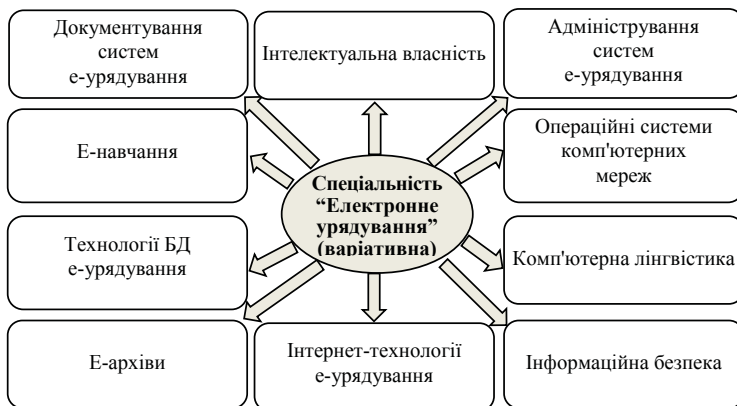 Документування
систем
е-урядування
Інтелектуальна власність
Адміністрування
систем
е-урядування
Е-навчання
Операційні системи
комп'ютерних
мереж
Спеціальність
“Електронне
урядування”
(варіативна)
Технології БД
е-урядування
Комп'ютерна лінгвістика
Е-архіви
Інтернет-технології
е-урядування
Інформаційна безпека